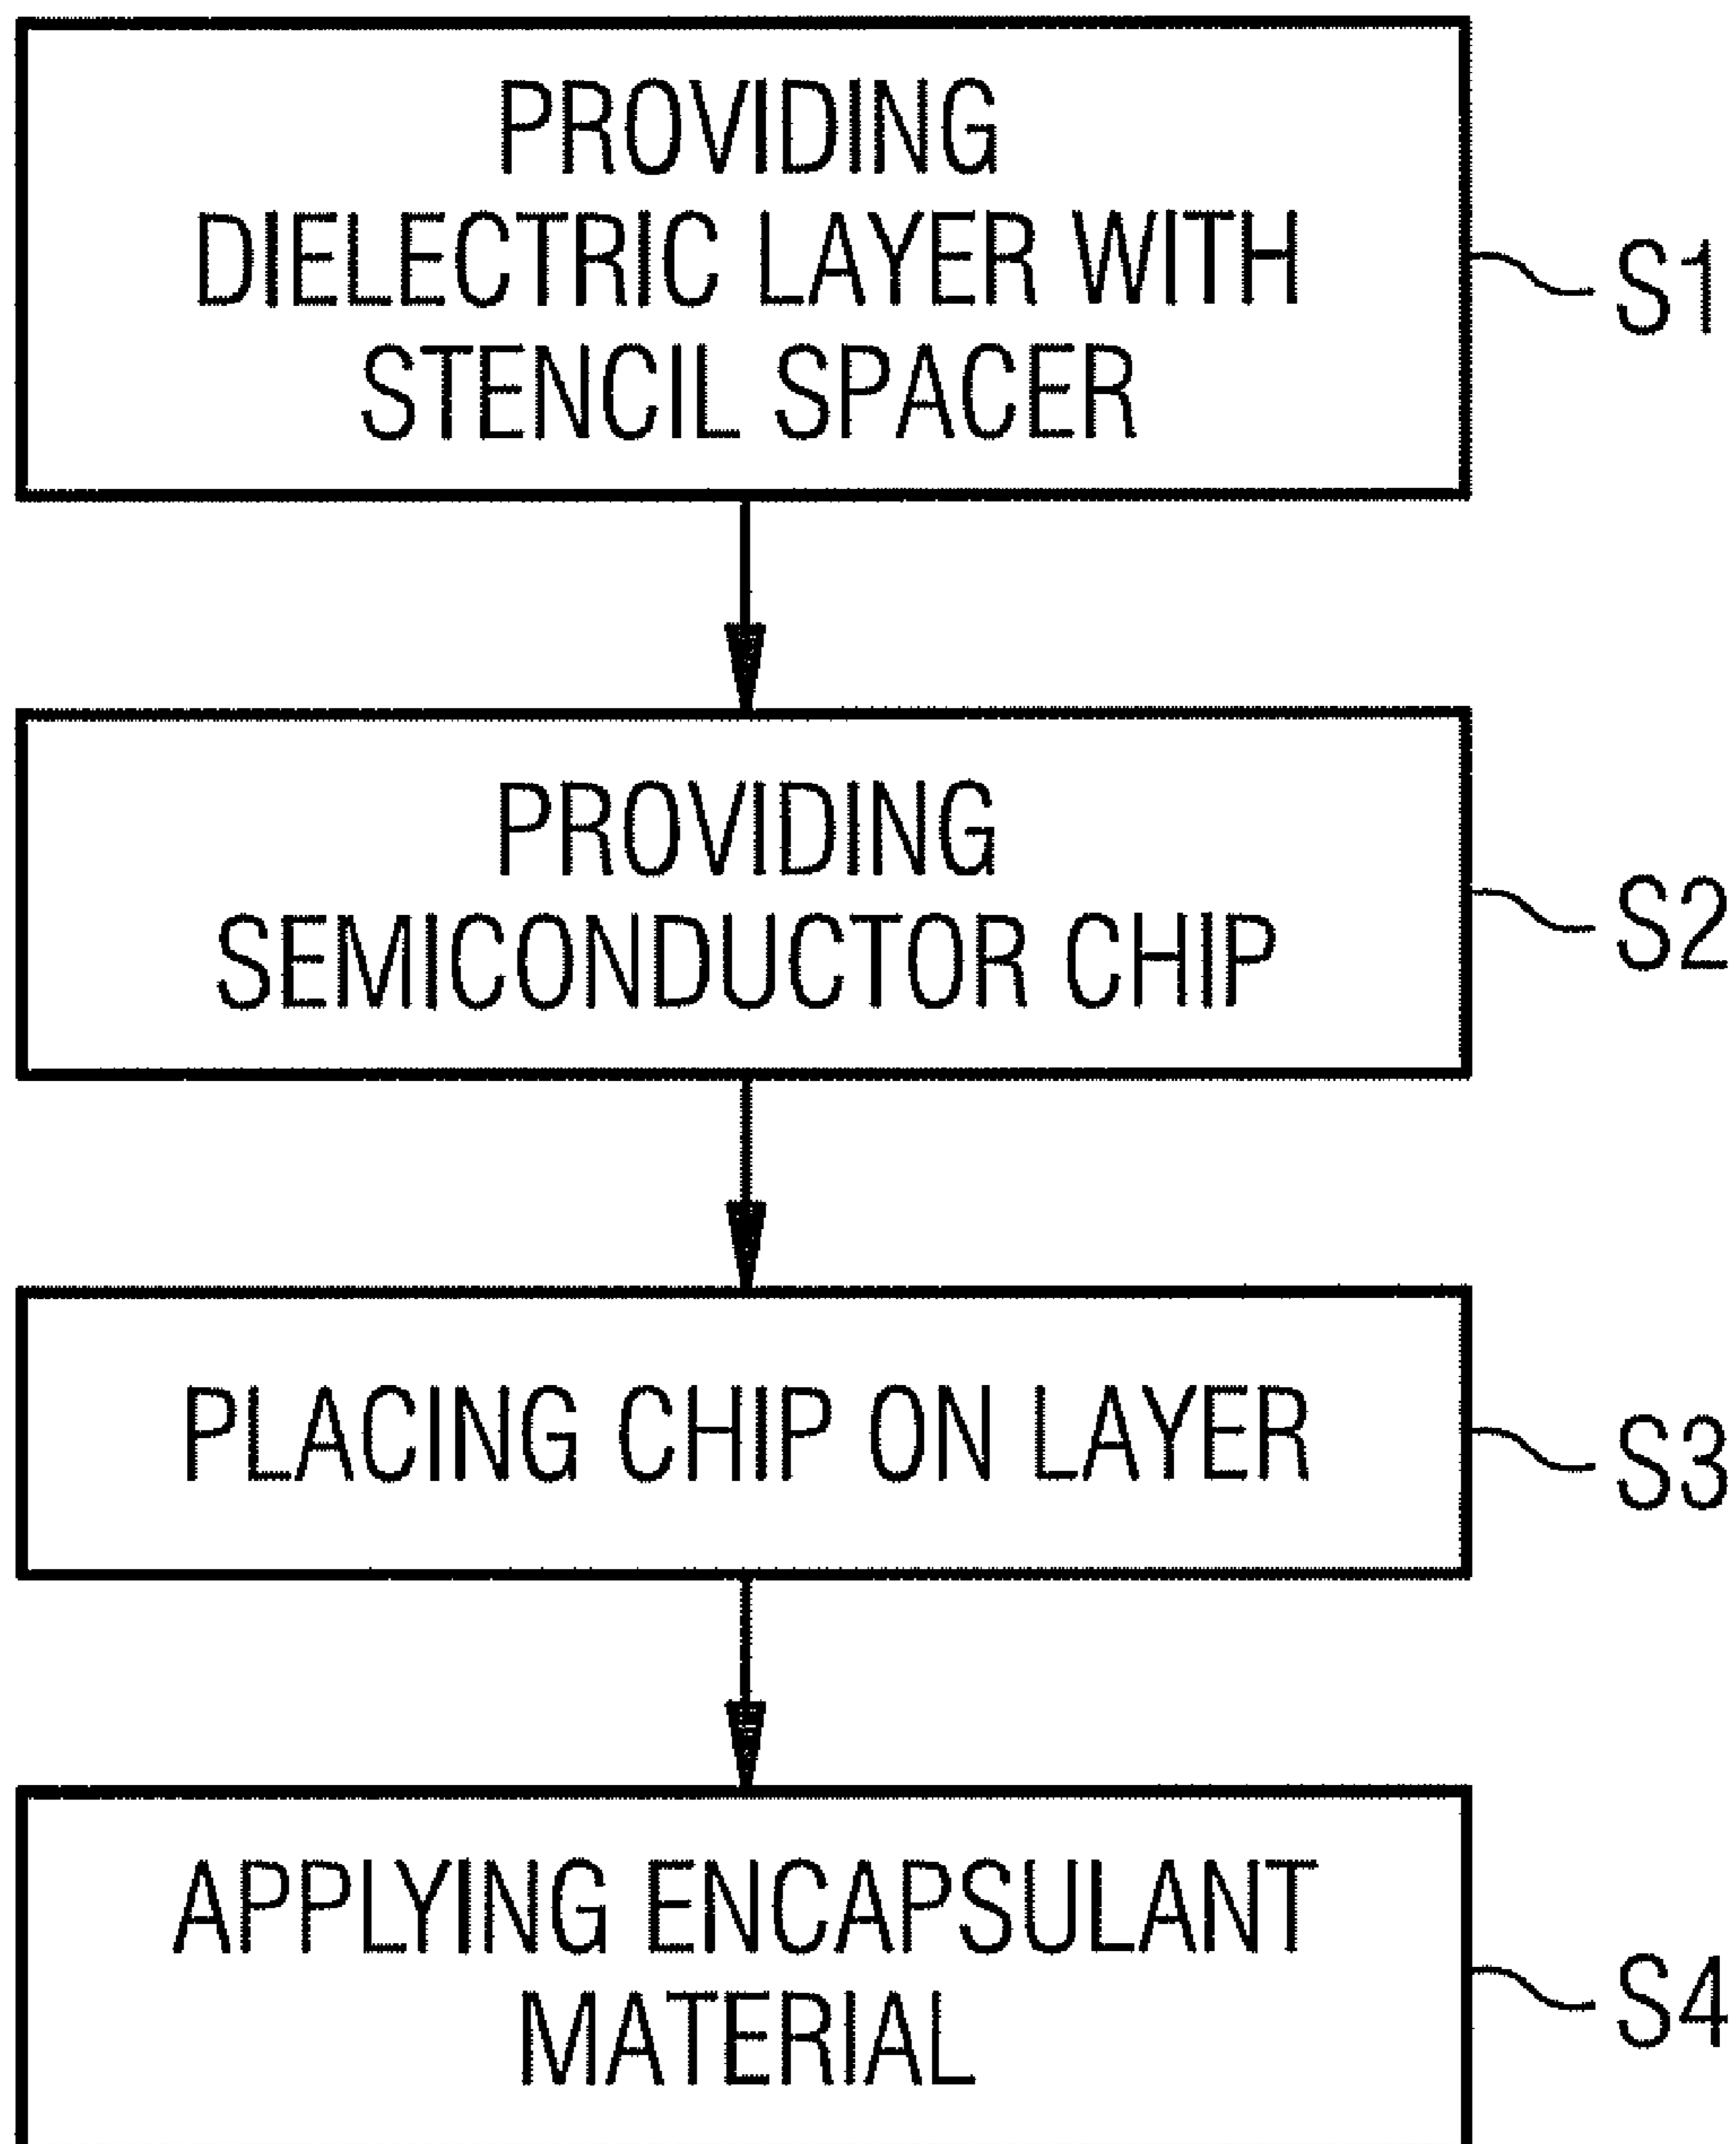 PROVIDING
DIELECTRIC LAYER WITH
STENCIL SPACER
S1
PROVIDING
SEMICONDUCTOR CHIP
S2
PLACING CHIP ON LAYER
S3
APPLYING ENCAPSULANT
MATERIAL
S4